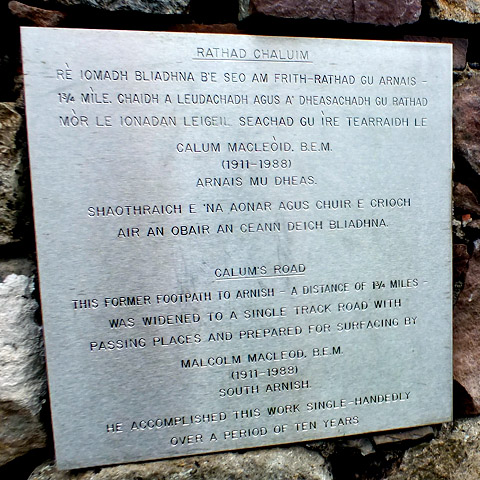 RATHAD CHALUIM
RÈ IOMADH BLIADHNA B'E SEO AM FRITH-RATHAD GU ARNAIS –
1¾ MÌLE. CHAIDH A LEUDACHADH AGUS A' DHEASACHADH GU RATHAD
MÒR LE IONADAN LEIGEIL SEACHAD GU ÌRE TEARRAIDH LE
CALUM MACLEÒID, B.E.M.
(1911-1988)
ARNAIS MU DHEAS.
SHAOTHRAICH E 'NA AONAR AGUS CHUIR E CRIOCH
AIR AN OBAIR AN CEANN DEICH BLIADHNA.
CALUM'S ROAD
THIS FORMER FOOTPATH TO ARNISH – A DISTANCE OF 1¾ MILES –
WAS WIDENED TO A SINGLE TRACK ROAD WITH
PASSING PLACES AND PREPARED FOR SURFACING BY
MALCOLM MACLEOD, B.E.M.
(1911-1988)
SOUTH ARNISH.
HE ACCOMPLISHED THIS WORK SINGLE-HANDEDLY
OVER A PERIOD OF TEN YEARS